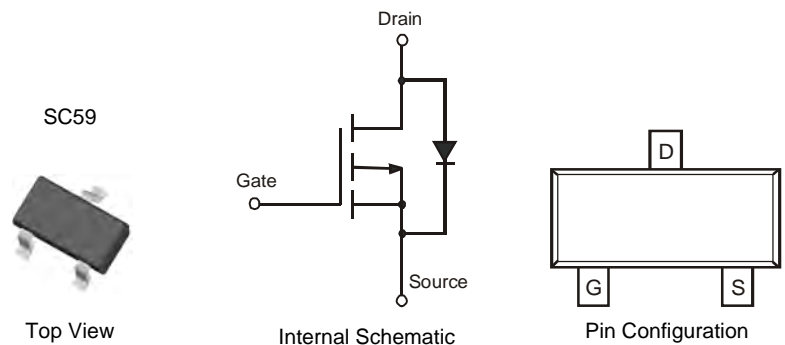 Drain
SC59
D
Gate
Source
G
S
Top View
Internal Schematic
Pin Configuration